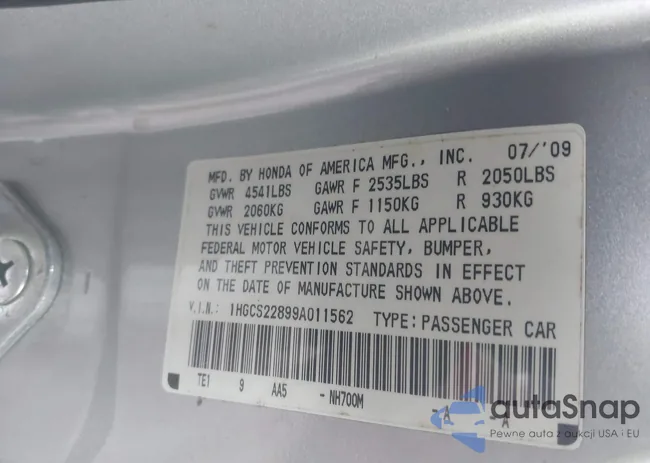 MFD. BY HONDA OF AMERICA MFG., INC. 07/'09
GVWR 4541LBS GAWR F 2535LBS R 2050LBS
GVWR 2060KG GAWR F 1150KG R 930KG
THIS VEHICLE CONFORMS TO ALL APPLICABLE
FEDERAL MOTOR VEHICLE SAFETY, BUMPER,
AND THEFT PREVENTION STANDARDS IN EFFECT
ON THE DATE OF MANUFACTURE SHOWN ABOVE.
V.I.N.: 1HGCS22899A011562 TYPE: PASSENGER CAR
TE1 9 AA5 -NH700M -A A
autoSnap
Pewne auta z aukcji USA i EU